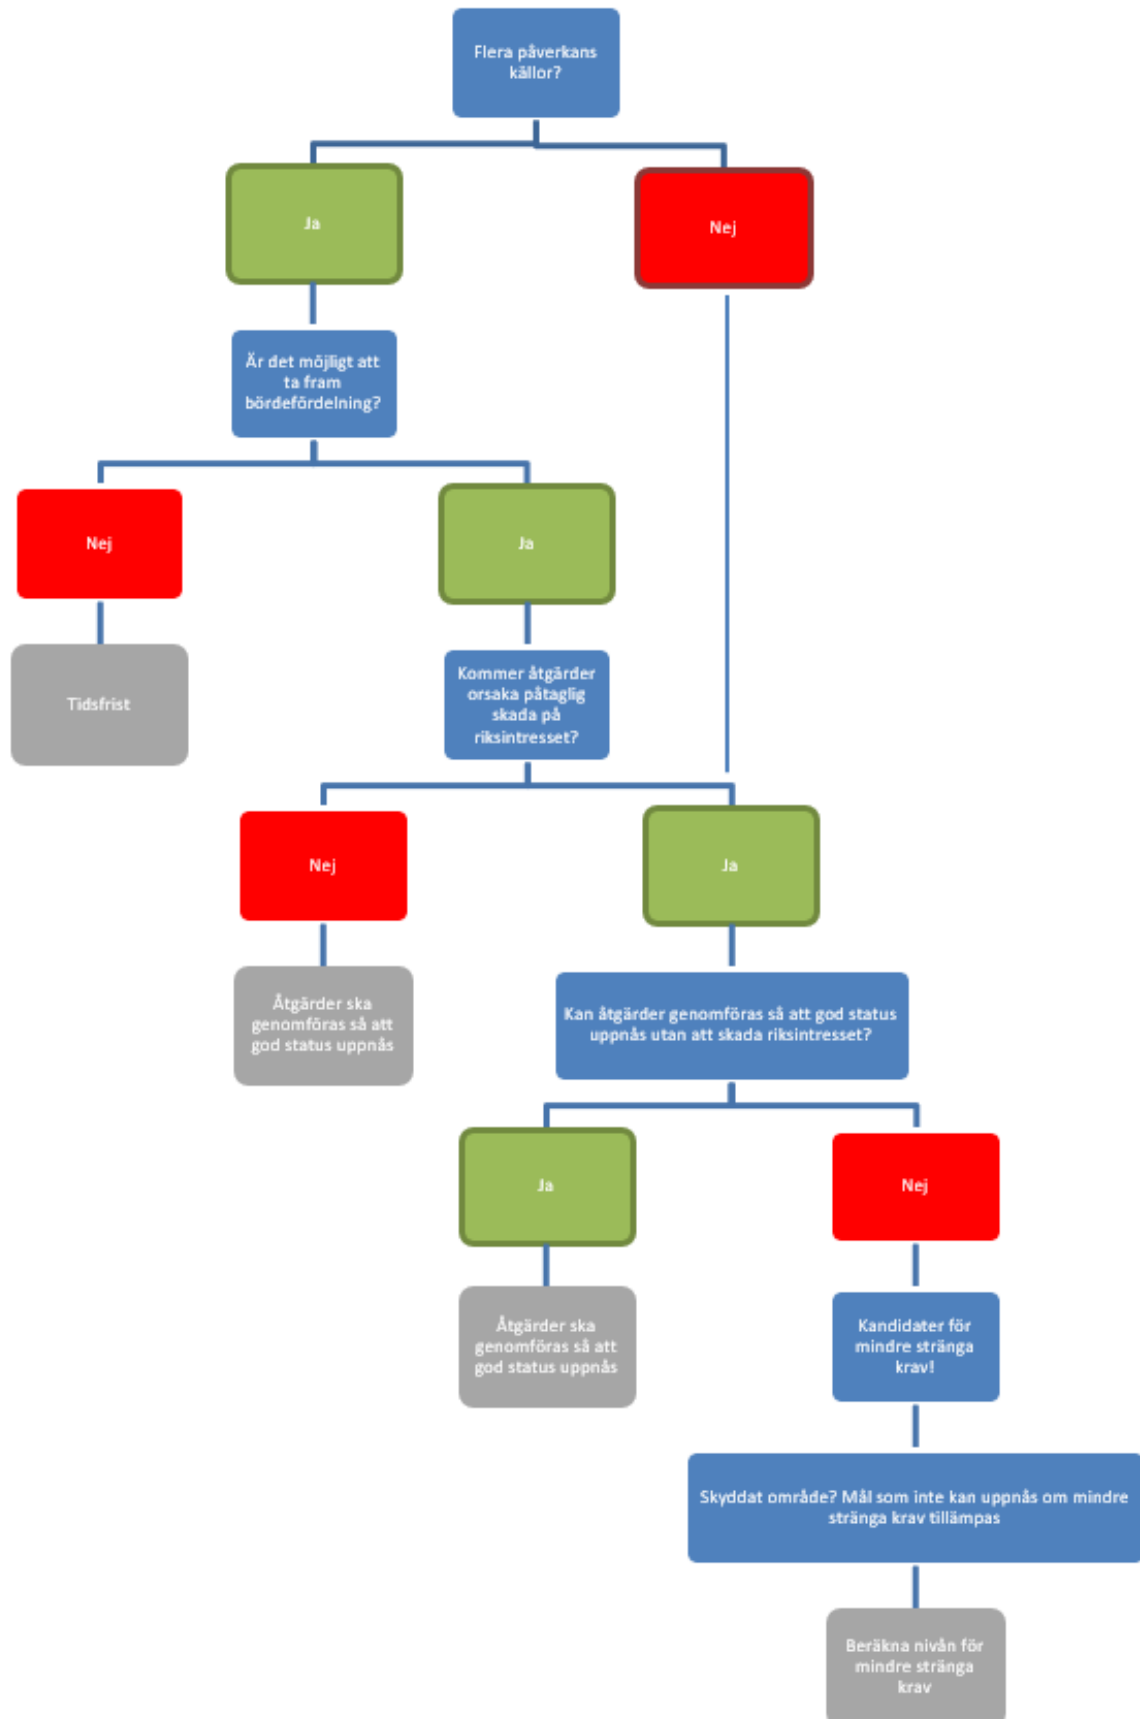 Flera påverkans
källor?
Ja
Nej
Är det möjligt att
ta fram
bördefördelning?
Nej
Ja
Tidsfrist
Kommer åtgärder
orsaka påtaglig
skada på
riksintresset?
Nej
Ja
Åtgärder ska
genomföras så att
god status uppnås
Kan åtgärder genomföras så att god status
uppnås utan att skada riksintresset?
Ja
Nej
Åtgärder ska
genomföras så att
god status uppnås
Kandidater för
mindre stränga
krav!
Skyddat område? Mål som inte kan uppnås om mindre
stränga krav tillämpas
Beräkna nivån för
mindre stränga
krav